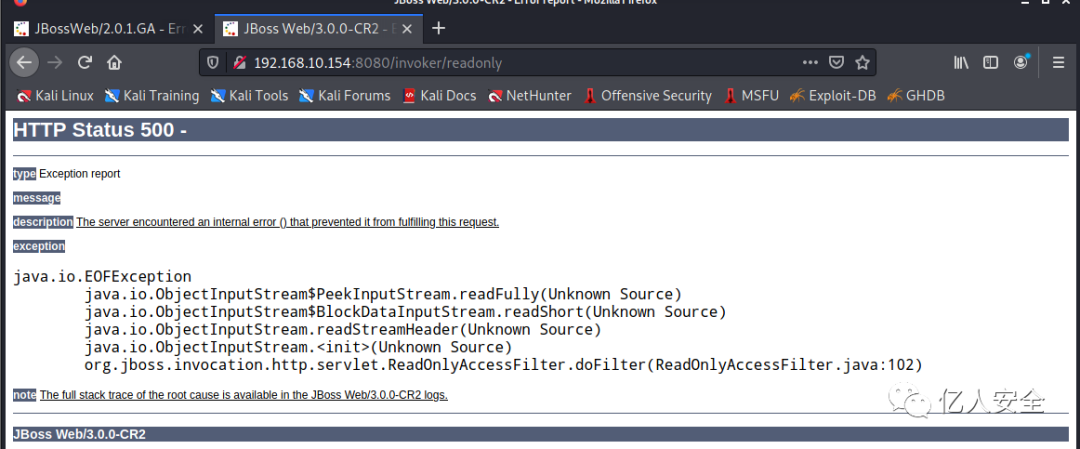 JBoss Web/3.0.0-CR2 - Error report - Mozilla Firefox
JBossWeb/2.0.1.GA - Err
JBoss Web/3.0.0-CR2 - E
192.168.10.154:8080/invoker/readonly
Kali Linux Kali Training Kali Tools Kali Forums Kali Docs NetHunter Offensive Security MSFU Exploit-DB GHDB
HTTP Status 500 -
type Exception report
message
description The server encountered an internal error () that prevented it from fulfilling this request.
exception
java.io.EOFException
java.io.ObjectInputStream$PeekInputStream.readFully(Unknown Source)
java.io.ObjectInputStream$BlockDataInputStream.readShort(Unknown Source)
java.io.ObjectInputStream.readStreamHeader(Unknown Source)
java.io.ObjectInputStream.<init>(Unknown Source)
org.jboss.invocation.http.servlet.ReadOnlyAccessFilter.doFilter(ReadOnlyAccessFilter.java:102)
note The full stack trace of the root cause is available in the JBoss Web/3.0.0-CR2 logs.
亿人安全
JBoss Web/3.0.0-CR2